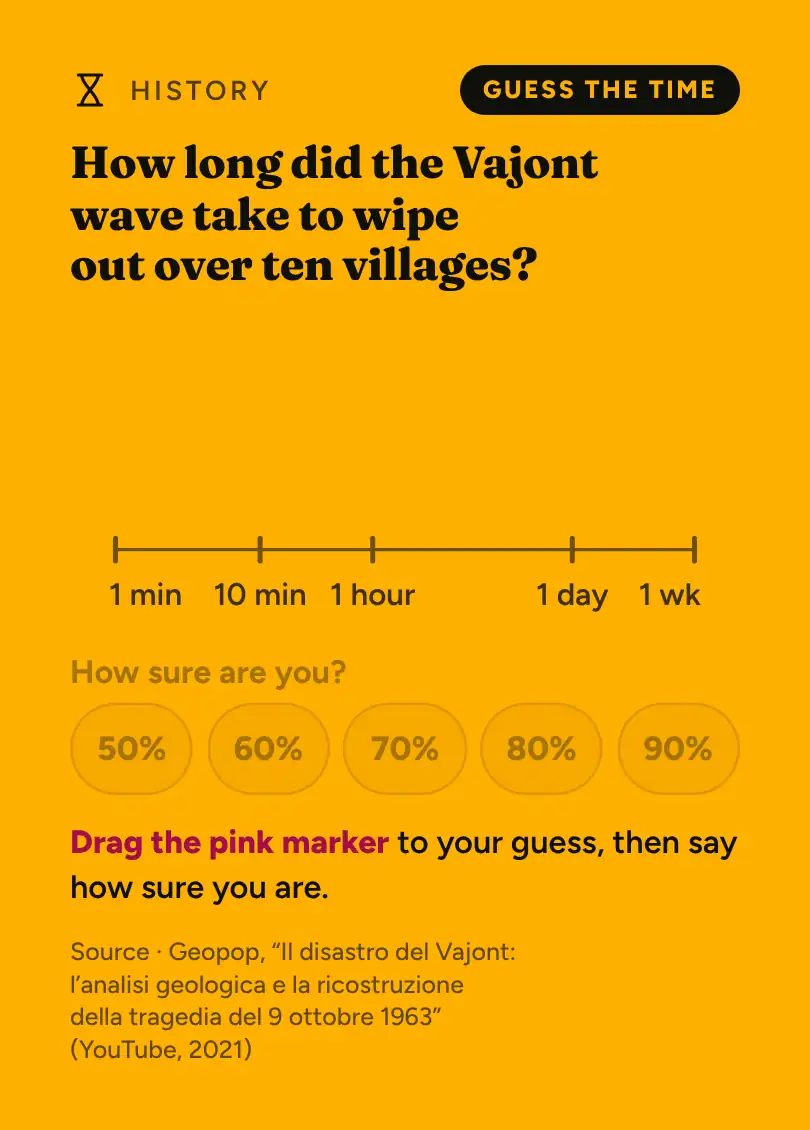 HISTORY
GUESS THE TIME
How long did the Vajont
wave take to wipe
out over ten villages?
1 min 10 min 1 hour 1 day 1 wk
How sure are you?
50% 60% 70% 80% 90%
Drag the pink marker to your guess, then say
how sure you are.
Source · Geopop, “Il disastro del Vajont:
l’analisi geologica e la ricostruzione
della tragedia del 9 ottobre 1963”
(YouTube, 2021)